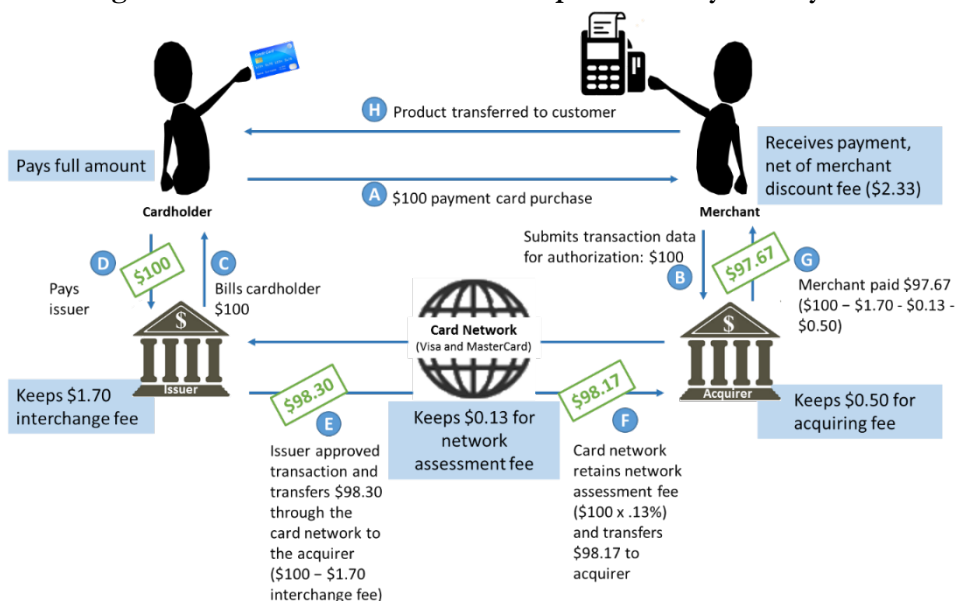 H Product transferred to customer
Pays full amount
Receives payment,
net of merchant
discount fee ($2.33)
A $100 payment card purchase
Cardholder
Merchant
D
$100
C
Pays
issuer
Bills cardholder
$100
Submits transaction data
for authorization: $100
B
$97.67
G
Merchant paid $97.67
($100 – $1.70 - $0.13 -
$0.50)
Card Network
(Visa and MasterCard)
$
Issuer
$
Acquirer
Keeps $1.70
interchange fee
$98.30
E
Issuer approved
transaction and
transfers $98.30
through the
card network to
the acquirer
($100 – $1.70
interchange fee)
Keeps $0.13 for
network
assessment fee
$98.17
F
Card network
retains network
assessment fee
($100 x .13%)
and transfers
$98.17 to
acquirer
Keeps $0.50 for
acquiring fee